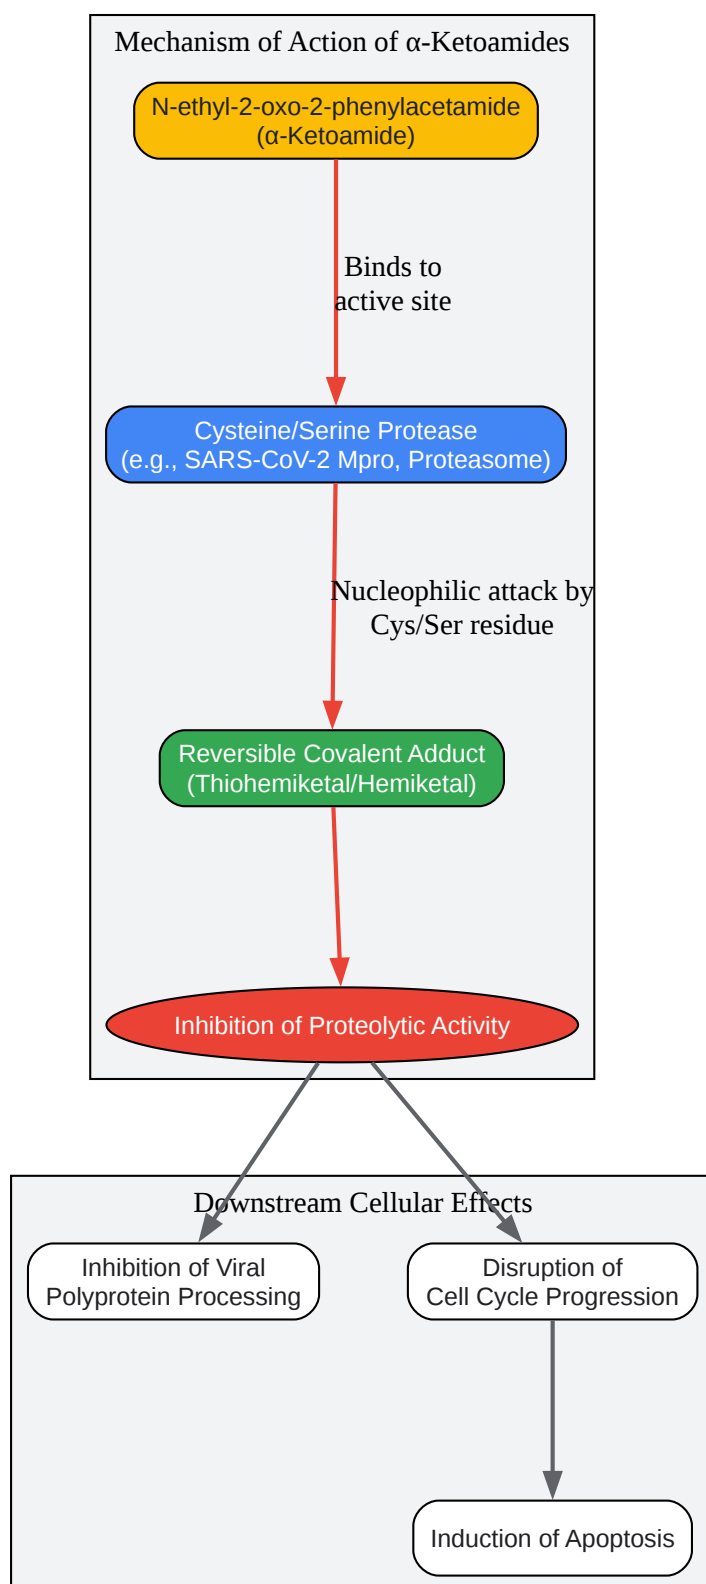 Mechanism of Action of α-Ketoamides
N-ethyl-2-oxo-2-phenylacetamide
(α-Ketoamide)
Binds to
active site
Cysteine/Serine Protease
(e.g., SARS-CoV-2 Mpro, Proteasome)
Nucleophilic attack by
Cys/Ser residue
Reversible Covalent Adduct
(Thiohemiketal/Hemiketal)
Inhibition of Proteolytic Activity
Downstream Cellular Effects
Inhibition of Viral
Polyprotein Processing
Disruption of
Cell Cycle Progression
Induction of Apoptosis